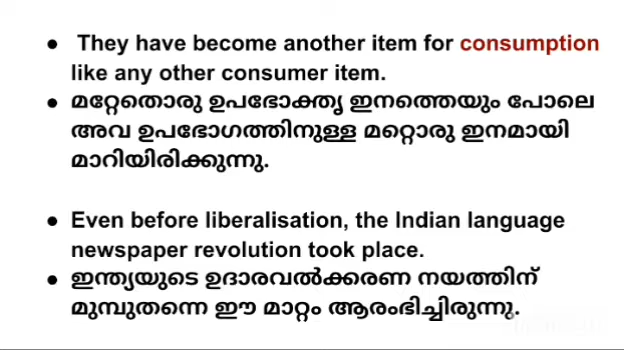 ● They have become another item for consumption
like any other consumer item.
● മറ്റേതൊരു ഉപഭോക്തൃ ഇനത്തെയും പോലെ
അവ ഉപഭോഗത്തിനുള്ള മറ്റൊരു ഇനമായി
മാറിയിരിക്കുന്നു.
● Even before liberalisation, the Indian language
newspaper revolution took place.
● ഇന്ത്യയുടെ ഉദാരവൽക്കരണ നയത്തിന്
മുമ്പുതന്നെ ഈ മാറ്റം ആരംഭിച്ചിരുന്നു.